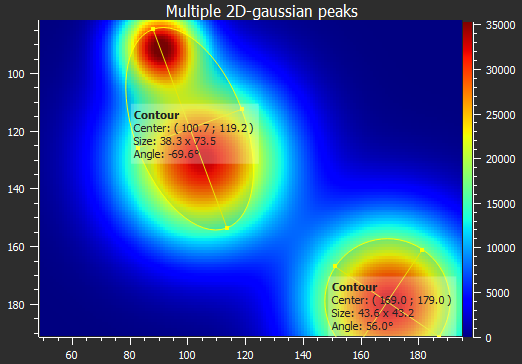 Multiple 2D-gaussian peaks
35000
30000
25000
20000
15000
10000
5000
0
100
120
140
160
180
60
80
100
120
140
160
180
Contour
Center: ( 100.7 ; 119.2 )
Size: 38.3 x 73.5
Angle: -69.6°
Contour
Center: ( 169.0 ; 179.0 )
Size: 43.6 x 43.2
Angle: 56.0°